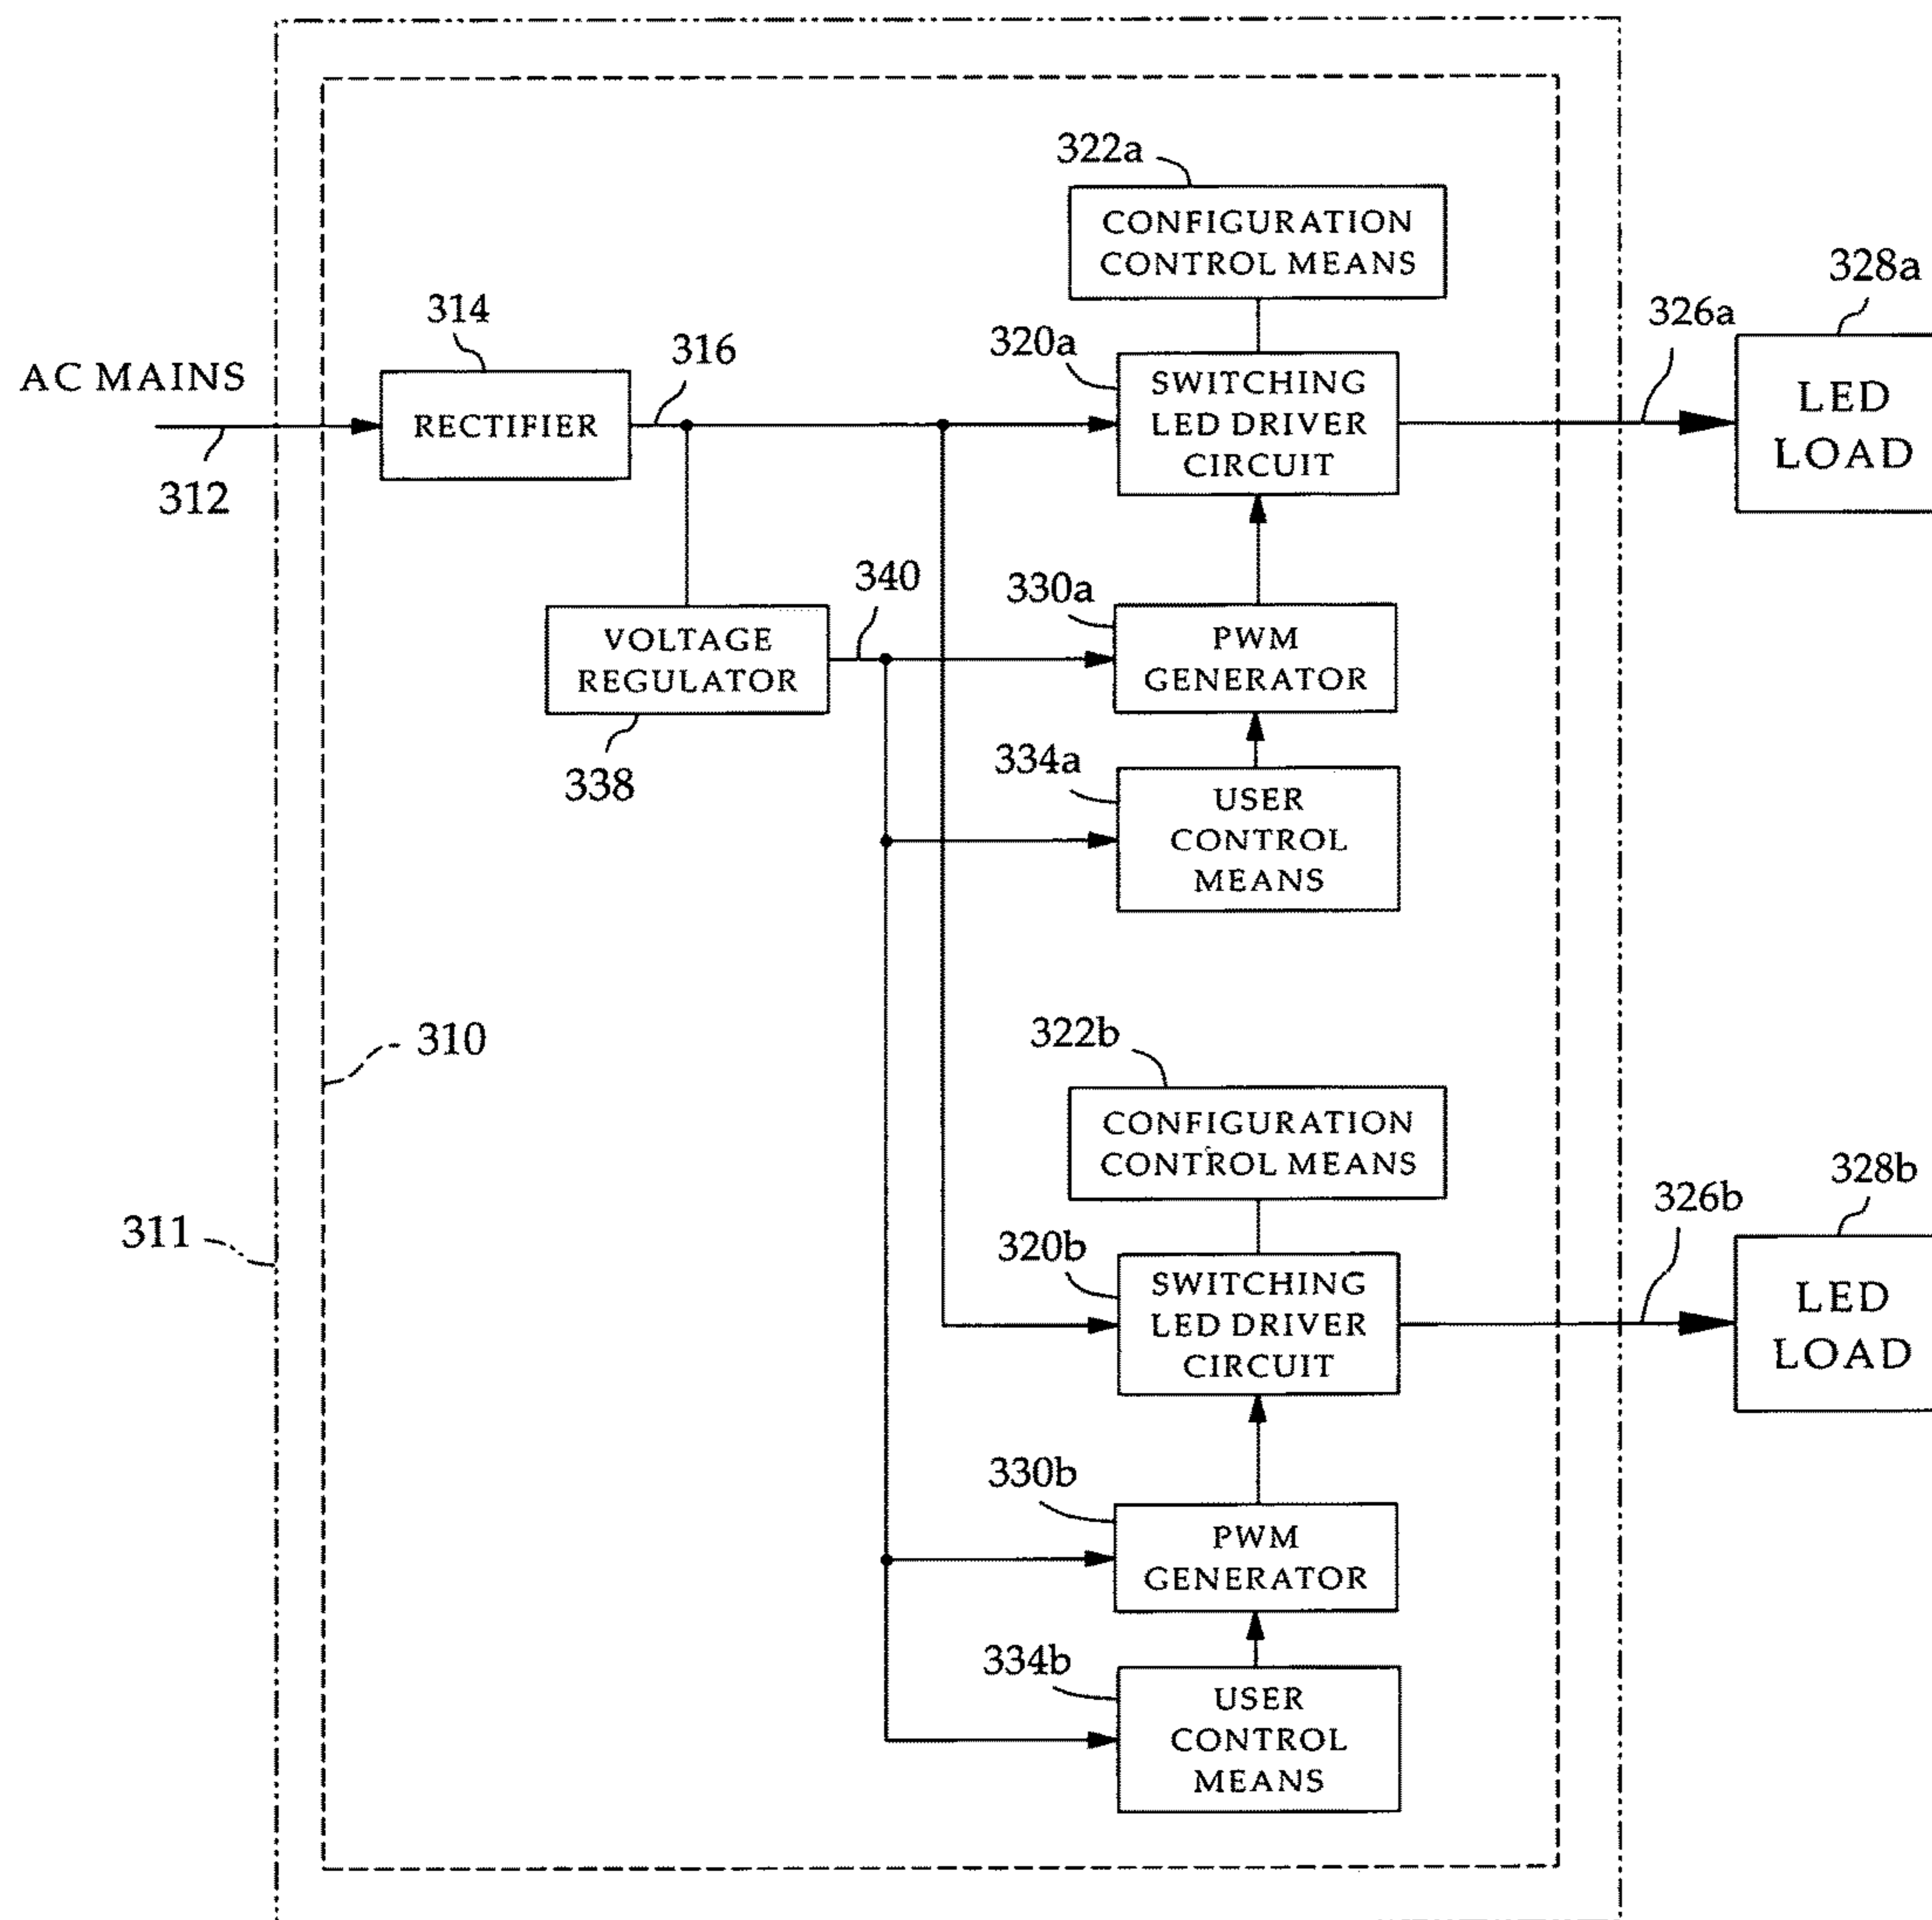 322a
CONFIGURATION
CONTROL MEANS
328a
326a
314
316
320a
AC MAINS
RECTIFIER
SWITCHING
LED DRIVER
CIRCUIT
LED
LOAD
312
340
330a
VOLTAGE
REGULATOR
PWM
GENERATOR
338
334a
USER
CONTROL
MEANS
310
322b
CONFIGURATION
CONTROL MEANS
328b
326b
311
320b
SWITCHING
LED DRIVER
CIRCUIT
LED
LOAD
330b
PWM
GENERATOR
334b
USER
CONTROL
MEANS